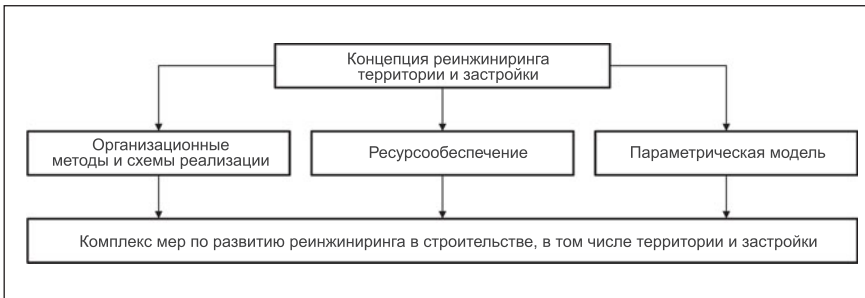 Концепция реинжиниринга
территории и застройки
Организационные
методы и схемы реализации
Ресурсообеспечение
Параметрическая модель
Комплекс мер по развитию реинжиниринга в строительстве, в том числе территории и застройки